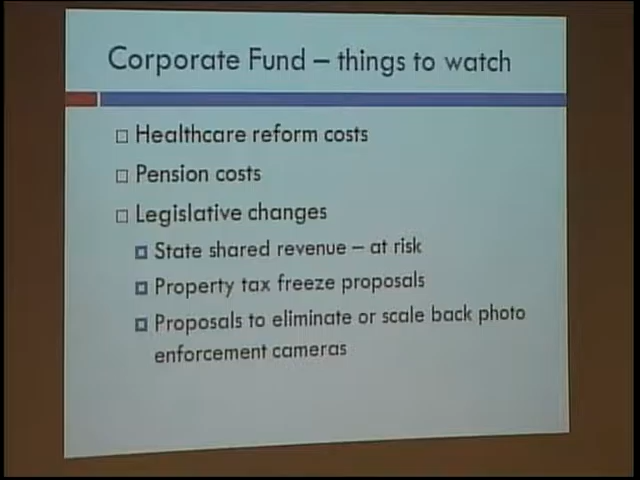 Corporate Fund – things to watch
Healthcare reform costs
Pension costs
Legislative changes
State shared revenue – at risk
Property tax freeze proposals
Proposals to eliminate or scale back photo
enforcement cameras